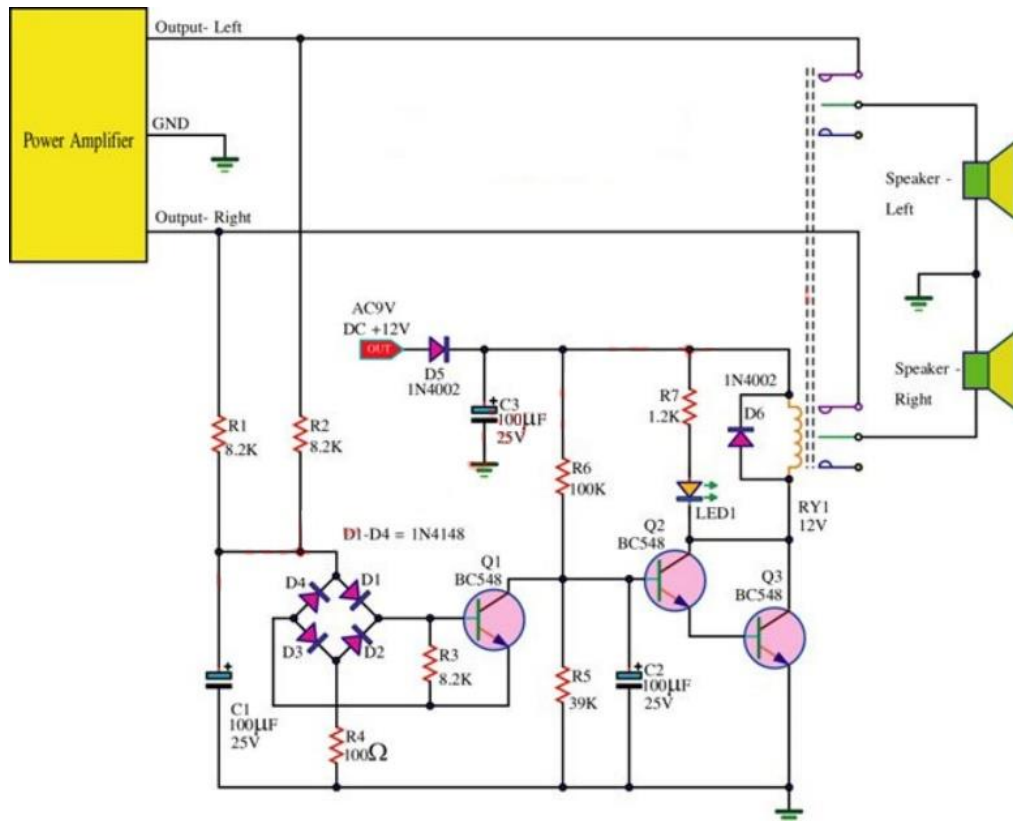 Output- Left
GND
Power Amplifier
Output- Right
Speaker -
Left
AC9V
DC +12V
OUT
D5
1N4002
C3
100µF
25V
R7
1.2K
1N4002
D6
Speaker -
Right
R1
8.2K
R2
8.2K
R6
100K
LED1
RY1
12V
D1-D4 = 1N4148
Q1
BC548
Q2
BC548
Q3
BC548
D4
D1
D3
D2
R3
8.2K
R5
39K
C2
100µF
25V
C1
100µF
25V
R4
100Ω
+
+
+